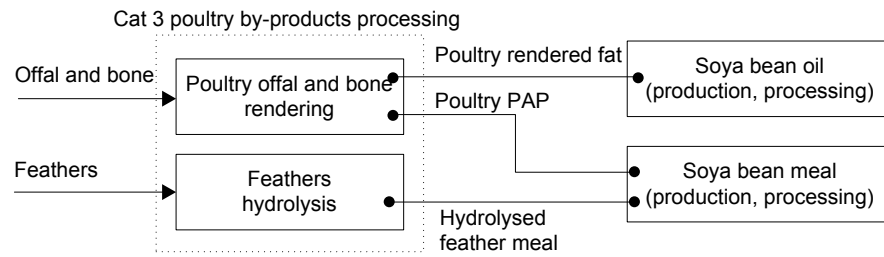 Cat 3 poultry by-products processing
Offal and bone
Poultry offal and bone
rendering
Poultry rendered fat
Soya bean oil
(production, processing)
Poultry PAP
Feathers
Feathers
hydrolysis
Soya bean meal
(production, processing)
Hydrolysed
feather meal